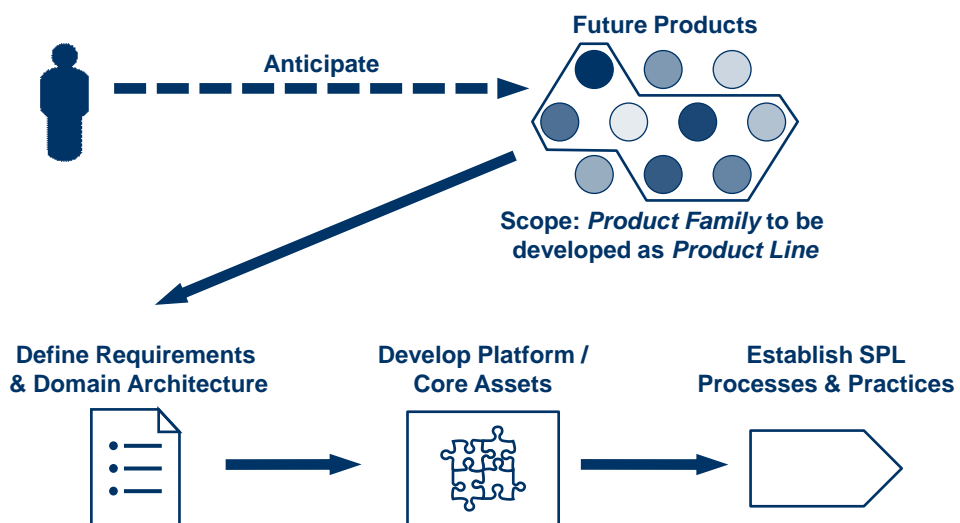 Future Products
Anticipate
Scope: Product Family to be
developed as Product Line
Define Requirements
& Domain Architecture
Develop Platform /
Core Assets
Establish SPL
Processes & Practices